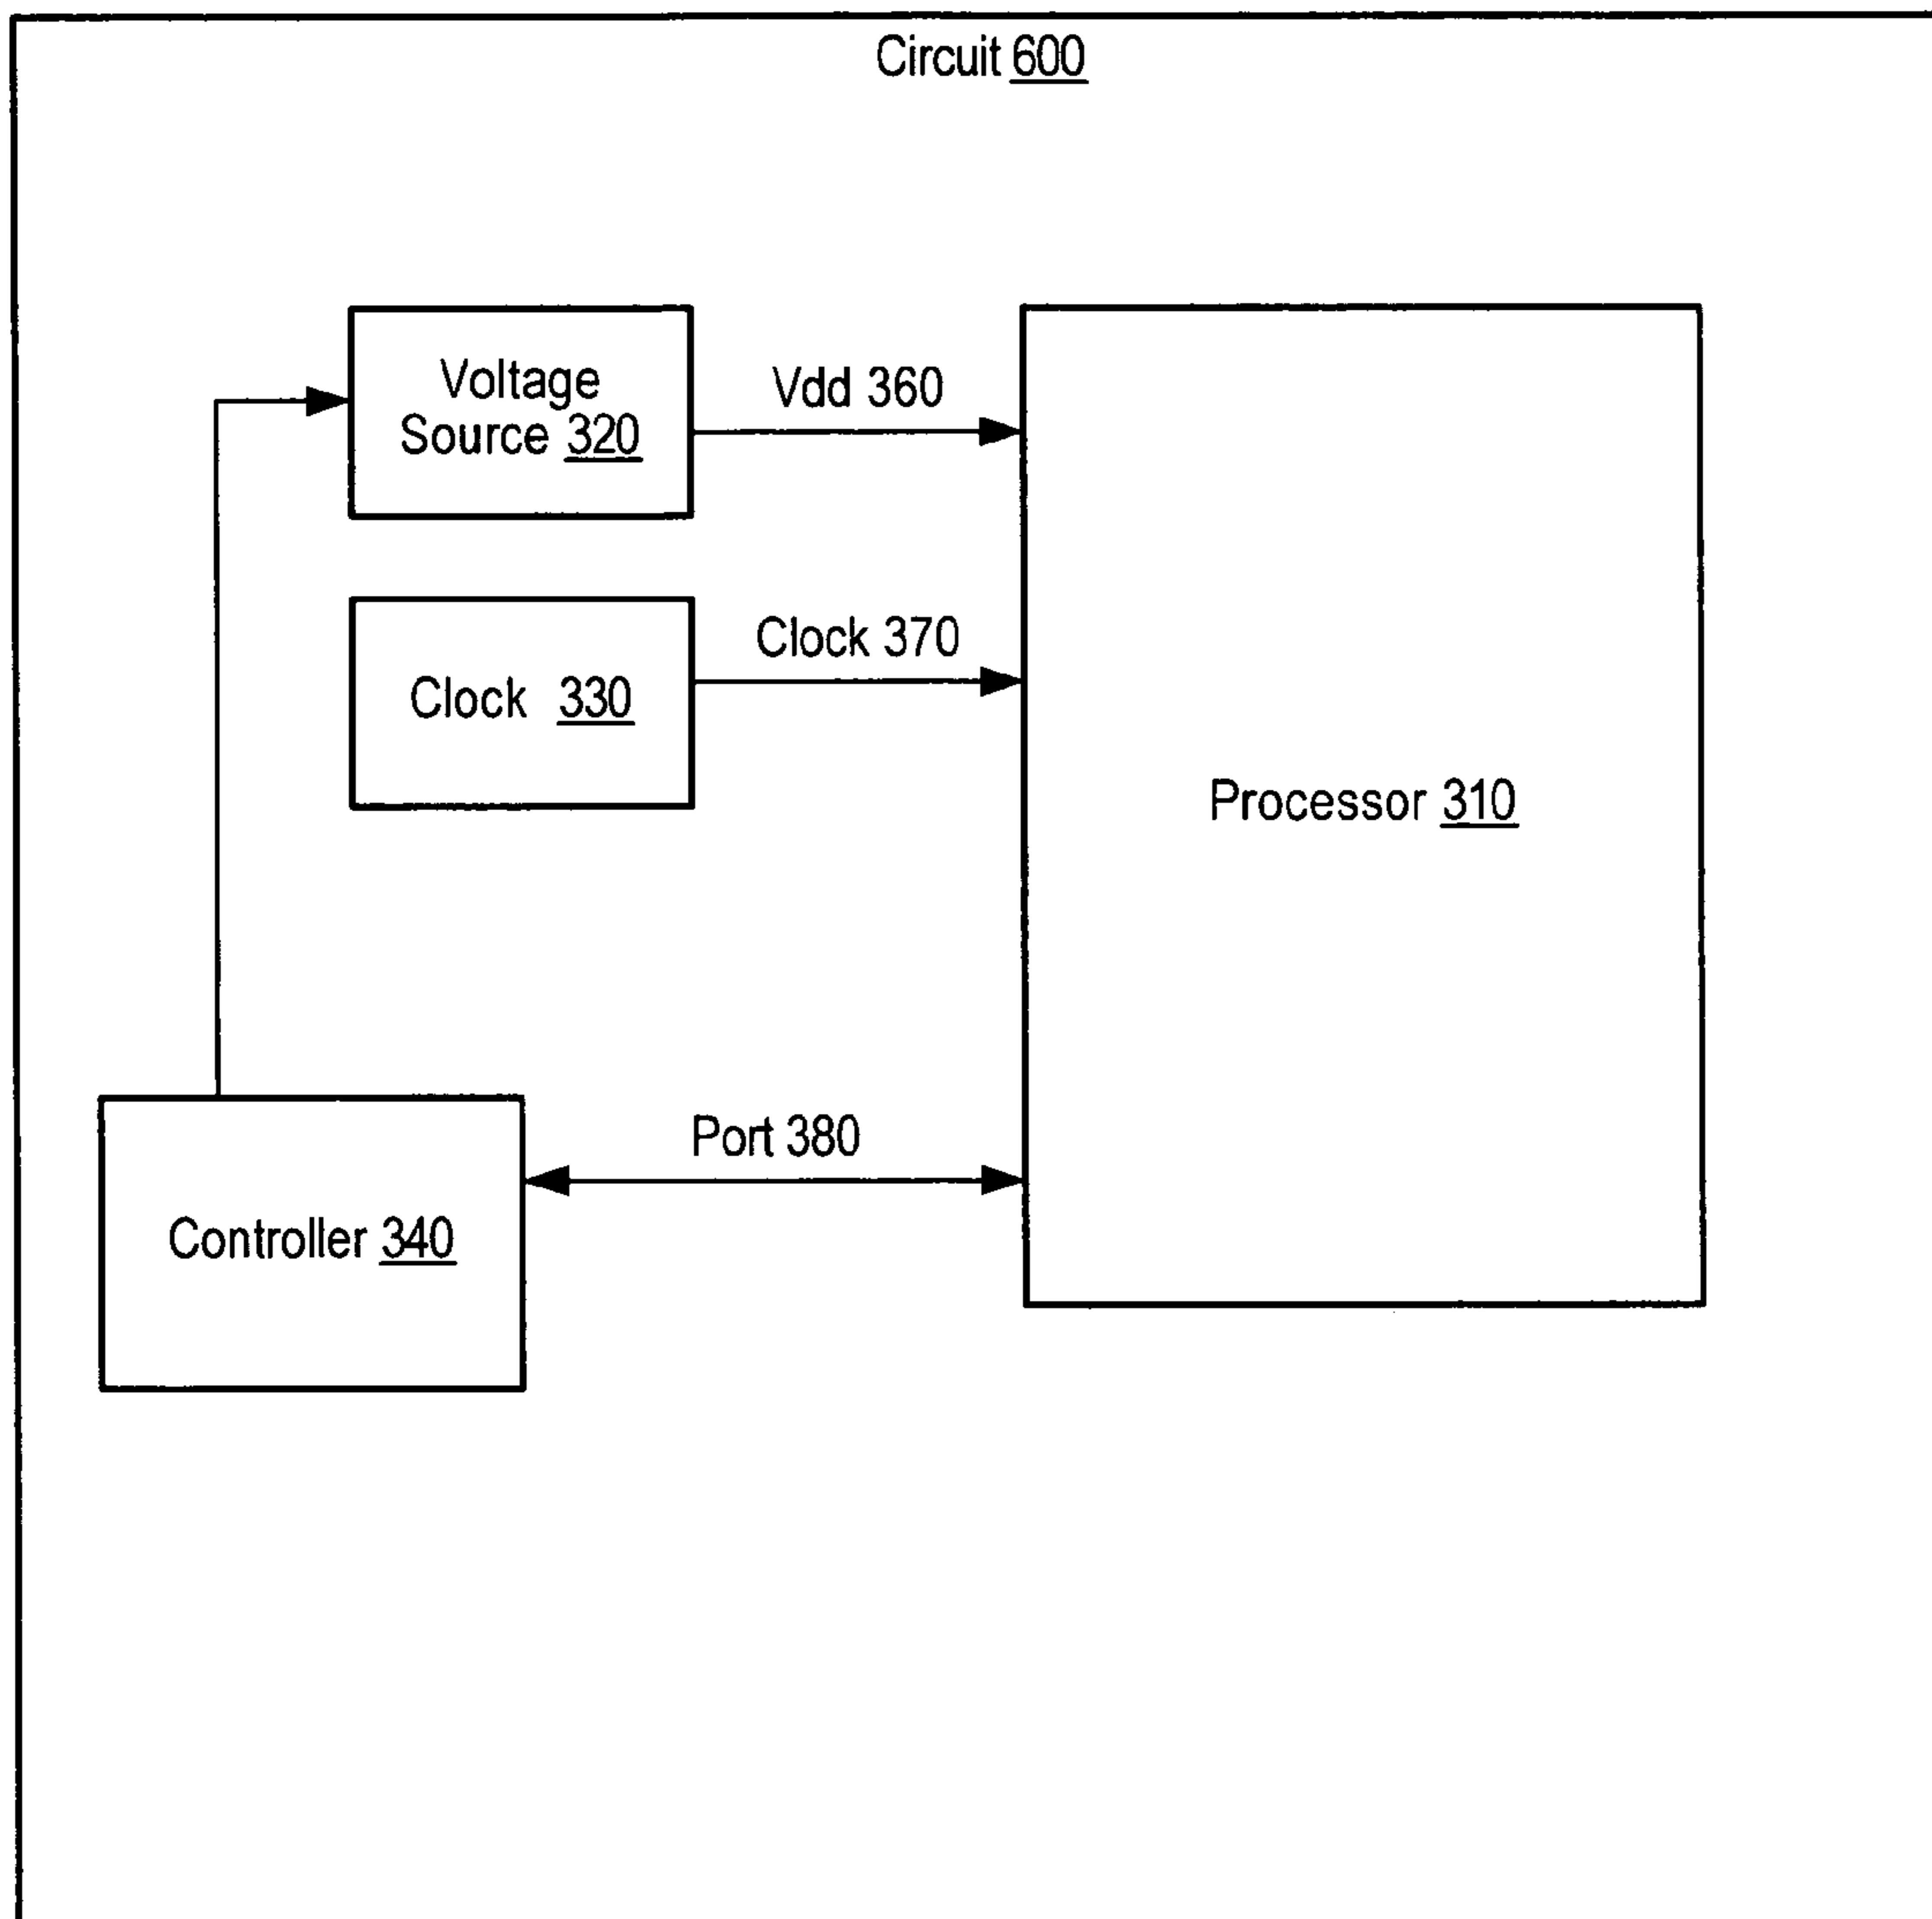 Circuit 600
Voltage
Source 320
Vdd 360
Clock 370
Clock 330
Processor 310
Port 380
Controller 340